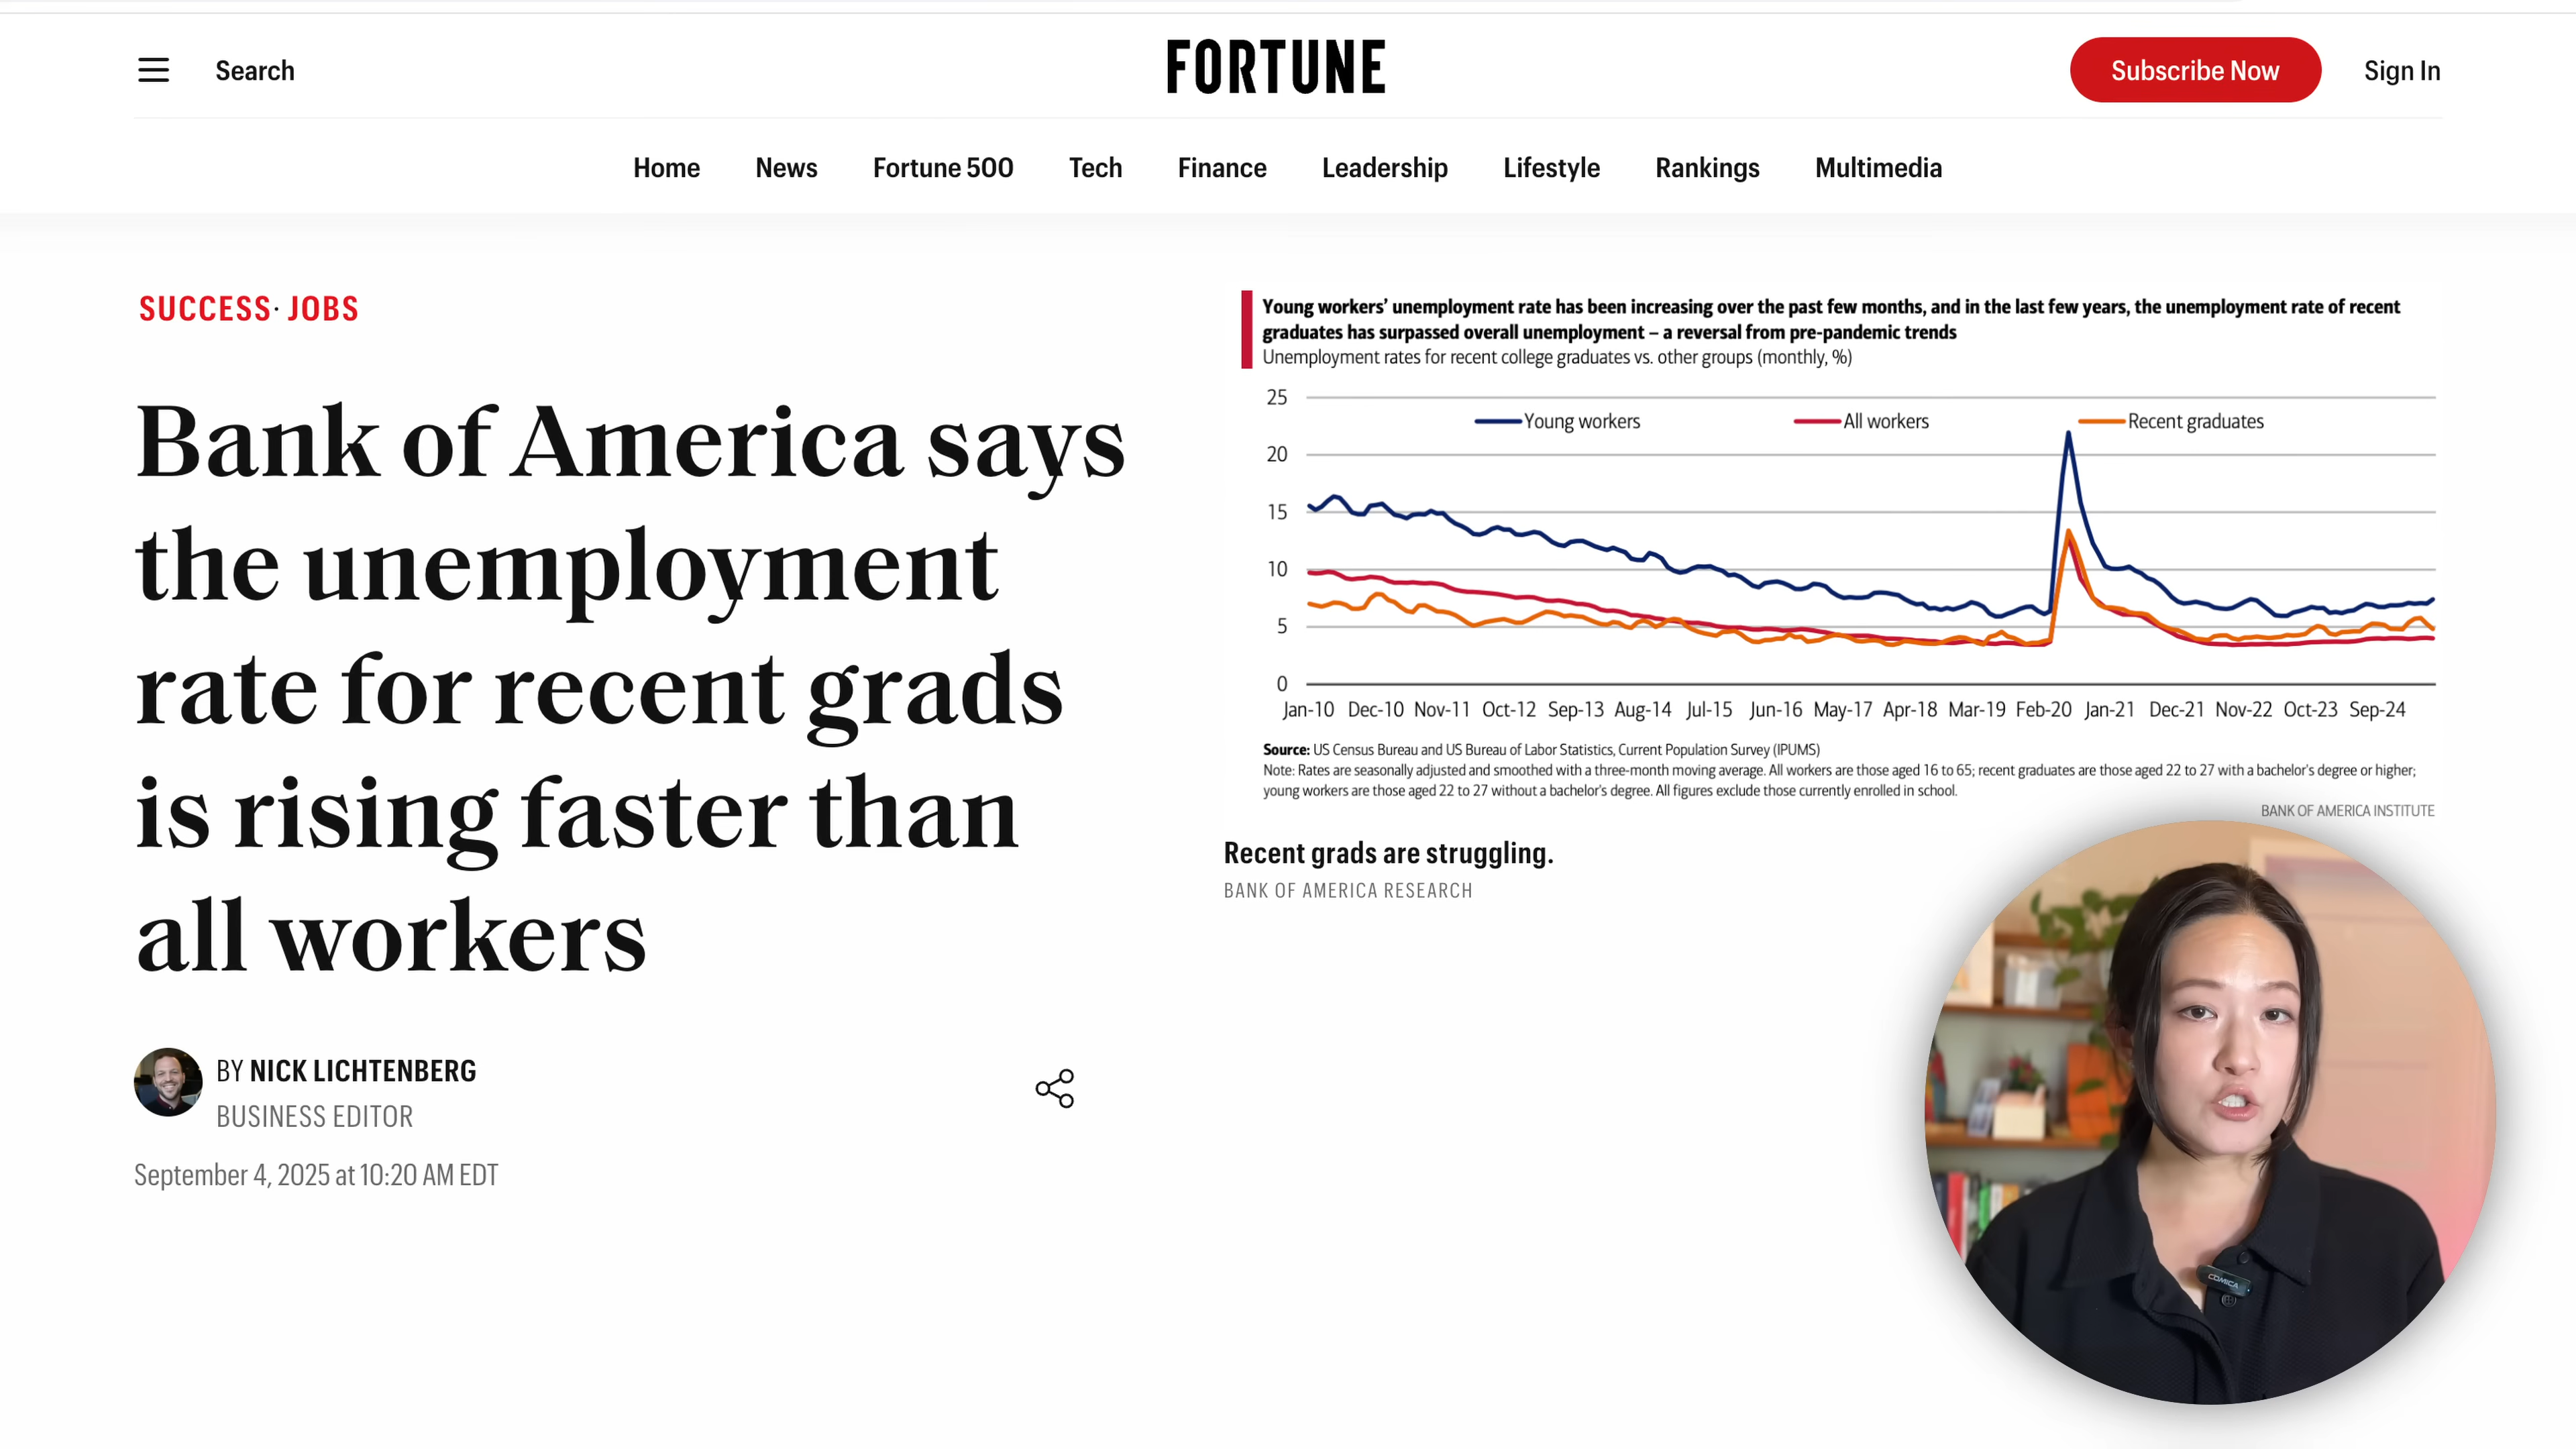 Search
FORTUNE
Subscribe Now
Sign In
Home News Fortune 500 Tech Finance Leadership Lifestyle Rankings Multimedia
SUCCESS · JOBS
Bank of America says
the unemployment
rate for recent grads
is rising faster than
all workers
BY NICK LICHTENBERG
BUSINESS EDITOR
September 4, 2025 at 10:20 AM EDT
Young workers’ unemployment rate has been increasing over the past few months, and in the last few years, the unemployment rate of recent
graduates has surpassed overall unemployment – a reversal from pre-pandemic trends
Unemployment rates for recent college graduates vs. other groups (monthly, %)
25
Young workers All workers Recent graduates
20
15
10
5
0
Jan-10 Dec-10 Nov-11 Oct-12 Sep-13 Aug-14 Jul-15 Jun-16 May-17 Apr-18 Mar-19 Feb-20 Jan-21 Dec-21 Nov-22 Oct-23 Sep-24
Source: US Census Bureau and US Bureau of Labor Statistics, Current Population Survey (IPUMS)
Note: Rates are seasonally adjusted and smoothed with a three-month moving average. All workers are those aged 16 to 65; recent graduates are those aged 22 to 27 with a bachelor's degree or higher;
young workers are those aged 22 to 27 without a bachelor's degree. All figures exclude those currently enrolled in school.
BANK OF AMERICA INSTITUTE
Recent grads are struggling.
BANK OF AMERICA RESEARCH
COMICA